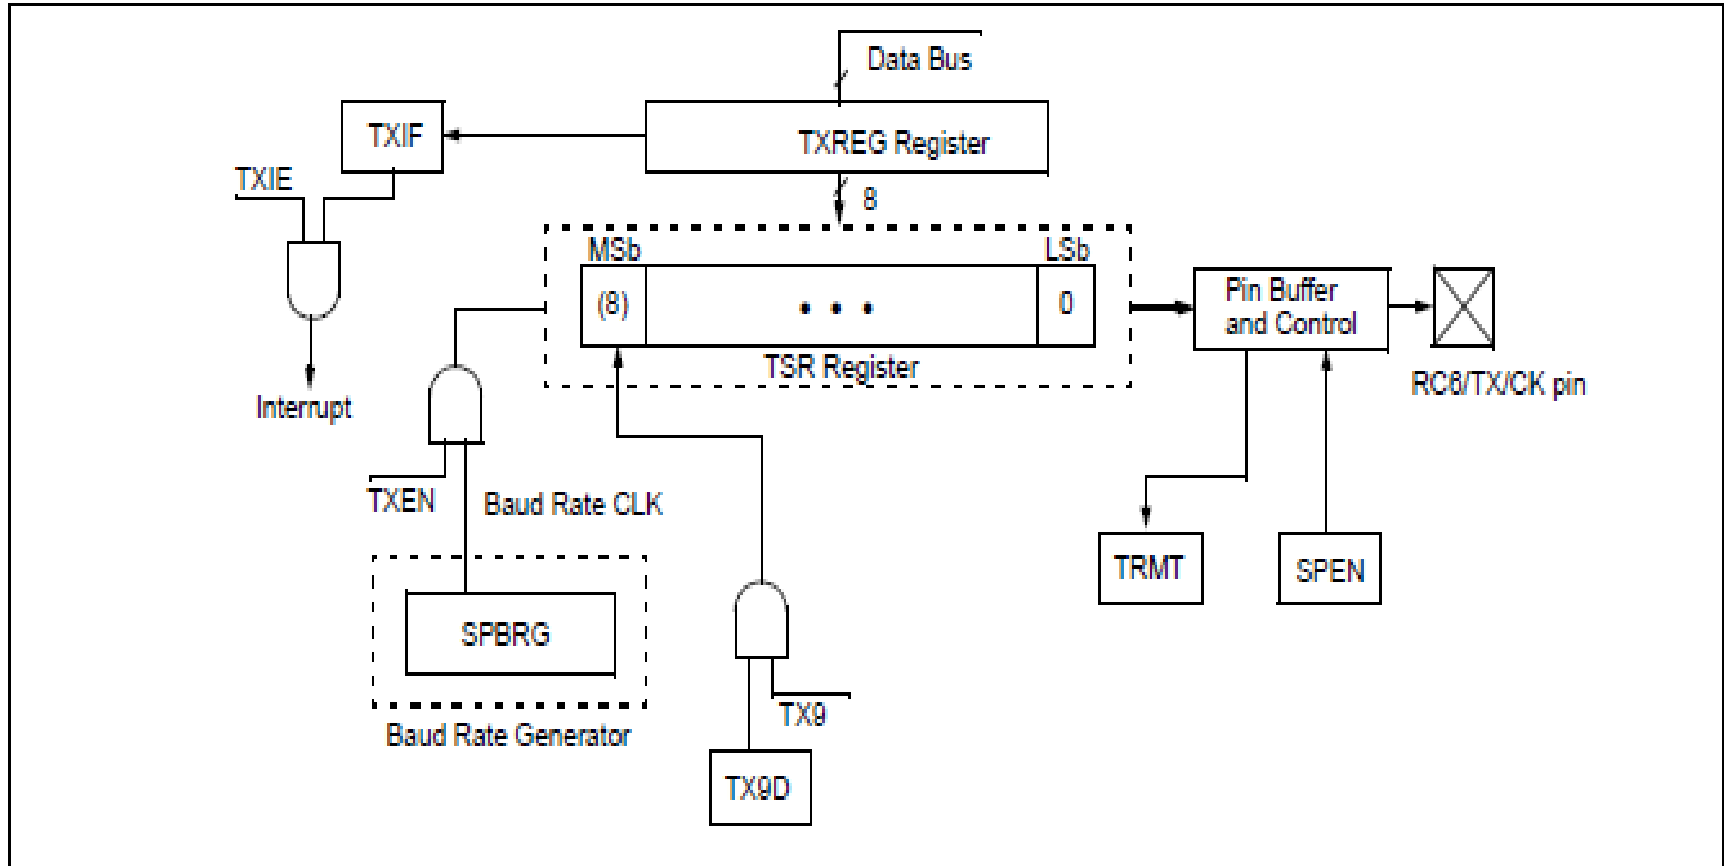 Data Bus
TXIF
TXREG Register
TXIE
8
MSb
LSb
(8)
• • •
0
Pin Buffer
and Control
TSR Register
RC6/TX/CK pin
Interrupt
TXEN
Baud Rate CLK
TRMT
SPEN
SPBRG
TX9
Baud Rate Generator
TX9D